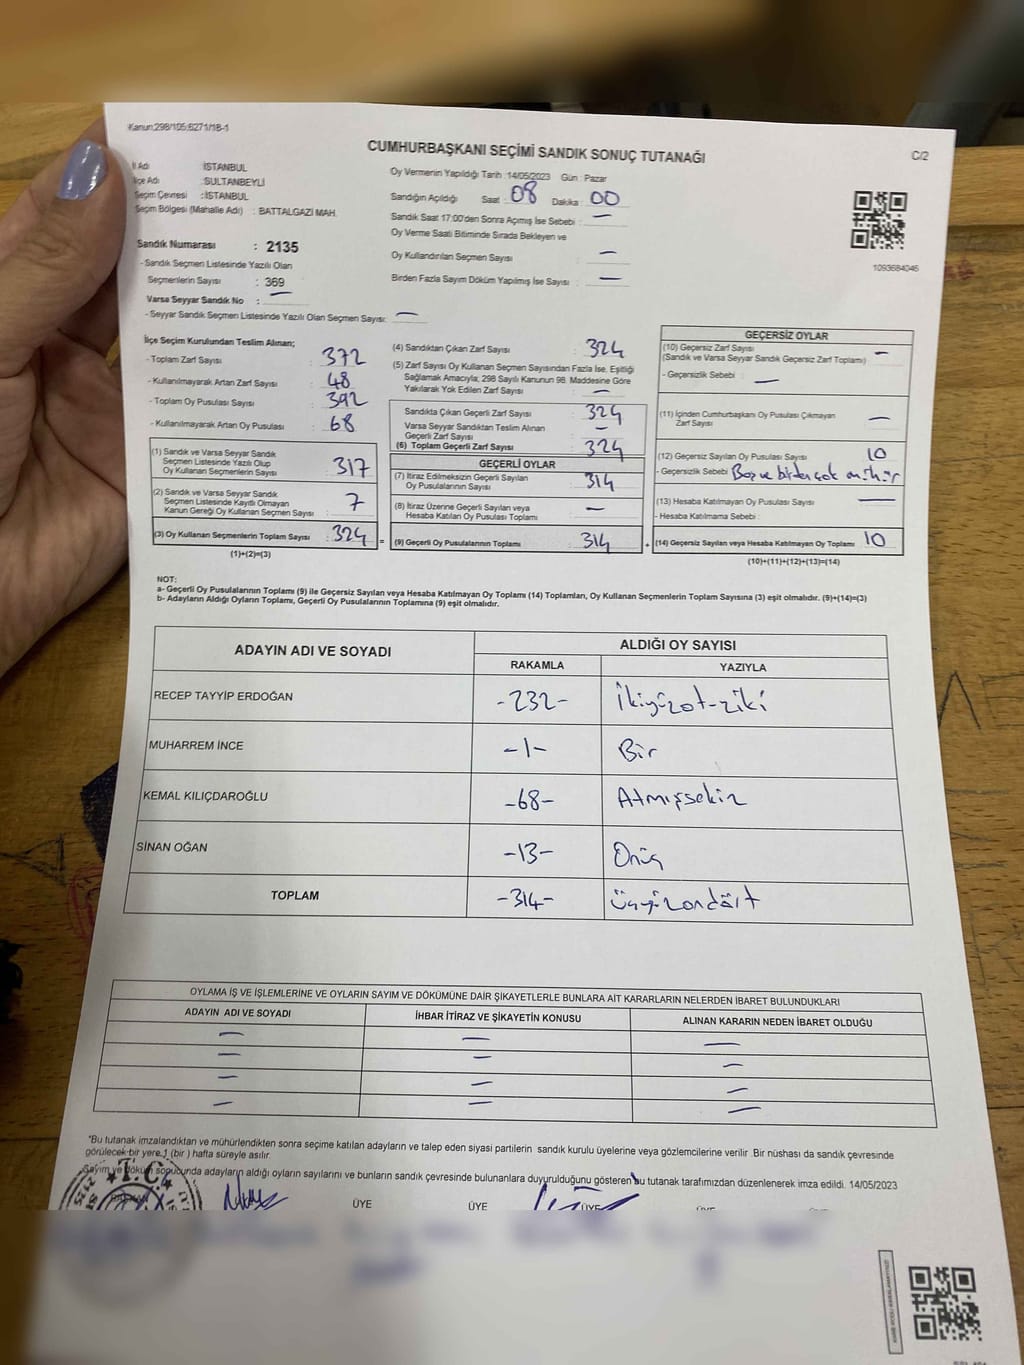 Kanun;298/105;6271/18-1
CUMHURBAŞKANI SEÇİMİ SANDIK SONUÇ TUTANAĞI
C/2
İl Adı : İSTANBUL
İlçe Adı : SULTANBEYLİ
Seçim Çevresi : İSTANBUL
Seçim Bölgesi (Mahalle Adı) : BATTALGAZİ MAH.
Sandık Numarası : 2135
- Sandık Seçmen Listesinde Yazılı Olan
Seçmenlerin Sayısı : 369
Varsa Seyyar Sandık No : —
- Seyyar Sandık Seçmen Listesinde Yazılı Olan Seçmen Sayısı: —
Oy Vermenin Yapıldığı Tarih :14/05/2023 Gün : Pazar
Sandığın Açıldığı Saat : 08 Dakika : 00
Sandık Saat 17:00'den Sonra Açımış İse Sebebi : —
Oy Verme Saati Bitiminde Sırada Bekleyen ve
Oy Kullandırılan Seçmen Sayısı : —
Birden Fazla Sayım Döküm Yapılmış İse Sayısı : —
1093684046
İlçe Seçim Kurulundan Teslim Alınan;
- Toplam Zarf Sayısı : 372
- Kullanılmayarak Artan Zarf Sayısı : 48
- Toplam Oy Pusulası Sayısı : 392
- Kullanılmayarak Artan Oy Pusulası : 68
(1) Sandık ve Varsa Seyyar Sandık
Seçmen Listesinde Yazılı Olup
Oy Kullanan Seçmenlerin Sayısı : 317
(2) Sandık ve Varsa Seyyar Sandık
Seçmen Listesinde Kayıtlı Olmayan
Kanun Gereği Oy Kullanan Seçmen Sayısı : 7
(3) Oy Kullanan Seçmenlerin Toplam Sayısı : 324
(1)+(2)=(3)
=
(4) Sandıktan Çıkan Zarf Sayısı : 324
(5) Zarf Sayısı Oy Kullanan Seçmen Sayısından Fazla İse, Eşitliği
Sağlamak Amacıyla, 298 Sayılı Kanunun 98. Maddesine Göre
Yakılarak Yok Edilen Zarf Sayısı : —
Sandıkta Çıkan Geçerli Zarf Sayısı : 324
Varsa Seyyar Sandıktan Teslim Alınan
Geçerli Zarf Sayısı : —
(6) Toplam Geçerli Zarf Sayısı : 324
GEÇERLİ OYLAR
(7) İtiraz Edilmeksizin Geçerli Sayılan
Oy Pusulalarının Sayısı : 314
(8) İtiraz Üzerine Geçerli Sayılan veya
Hesaba Katılan Oy Pusulası Toplamı : —
(9) Geçerli Oy Pusulalarının Toplamı : 314
+
GEÇERSİZ OYLAR
(10) Geçersiz Zarf Sayısı
(Sandık ve Varsa Seyyar Sandık Geçersiz Zarf Toplamı) : —
- Geçersizlik Sebebi : —
(11) İçinden Cumhurbaşkanı Oy Pusulası Çıkmayan
Zarf Sayısı : —
(12) Geçersiz Sayılan Oy Pusulası Sayısı : 10
- Geçersizlik Sebebi : Boş ve birden çok mühür
(13) Hesaba Katılmayan Oy Pusulası Sayısı : —
- Hesaba Katılmama Sebebi :
(14) Geçersiz Sayılan veya Hesaba Katılmayan Oy Toplamı : 10
(10)+(11)+(12)+(13)=(14)
NOT:
a- Geçerli Oy Pusulalarının Toplamı (9) ile Geçersiz Sayılan veya Hesaba Katılmayan Oy Toplamı (14) Toplamları, Oy Kullanan Seçmenlerin Toplam Sayısına (3) eşit olmalıdır. (9)+(14)=(3)
b- Adayların Aldığı Oyların Toplamı, Geçerli Oy Pusulalarının Toplamına (9) eşit olmalıdır.
ADAYIN ADI VE SOYADI
ALDIĞI OY SAYISI
RAKAMLA YAZIYLA
RECEP TAYYİP ERDOĞAN -232- İkiyüzotuziki
MUHARREM İNCE -1- Bir
KEMAL KILIÇDAROĞLU -68- Atmışsekiz
SİNAN OĞAN -13- Onüç
TOPLAM -314- üçyüzondört
OYLAMA İŞ VE İŞLEMLERİNE VE OYLARIN SAYIM VE DÖKÜMÜNE DAİR ŞİKAYETLERLE BUNLARA AİT KARARLARIN NELERDEN İBARET BULUNDUKLARI
ADAYIN ADI VE SOYADI İHBAR İTİRAZ VE ŞİKAYETİN KONUSU ALINAN KARARIN NEDEN İBARET OLDUĞU
— — —
— — —
— — —
— — —
*Bu tutanak imzalandıktan ve mühürlendikten sonra seçime katılan adayların ve talep eden siyasi partilerin sandık kurulu üyelerine veya gözlemcilerine verilir .Bir nüshası da sandık çevresinde
görülecek bir yere 1 (bir ) hafta süreyle asılır.
Sayım ve döküm sonucunda adayların aldığı oyların sayılarını ve bunların sandık çevresinde bulunanlara duyurulduğunu gösteren bu tutanak tarafımızdan düzenlenerek imza edildi. 14/05/2023
T.C.
BAŞKAN ÜYE ÜYE ÜYE